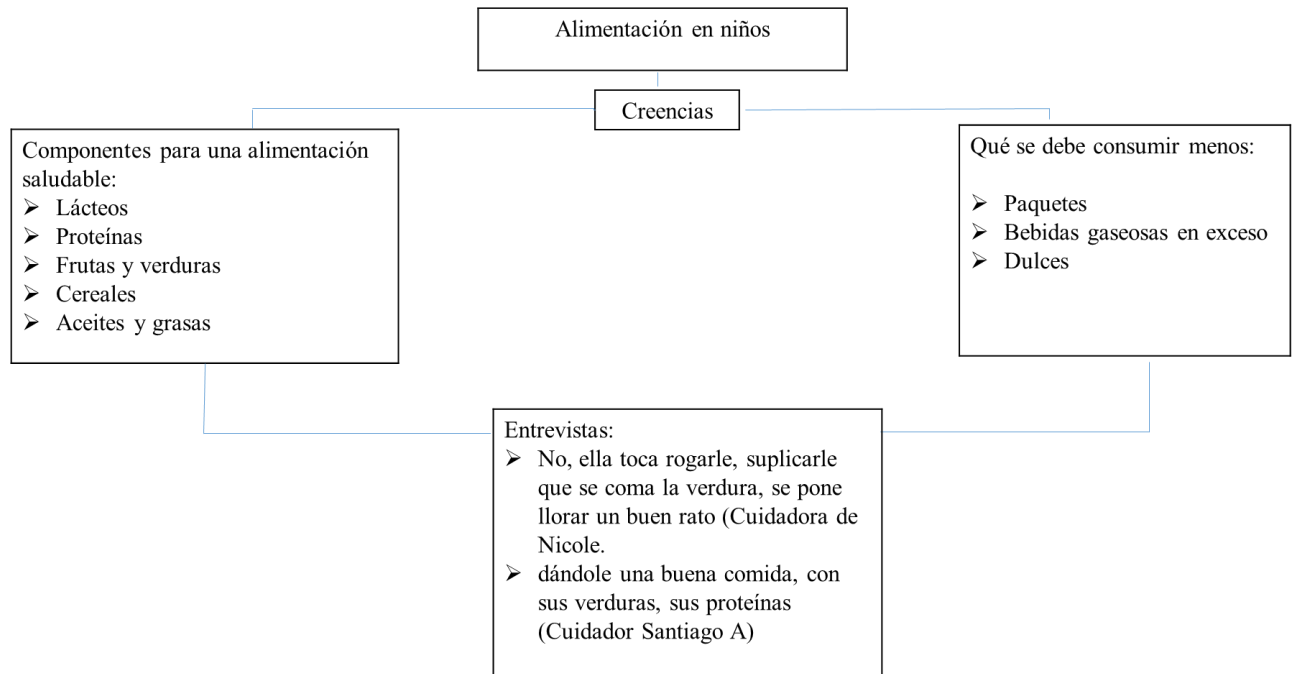 Alimentación en niños
Creencias
Componentes para una alimentación
saludable:
➢ Lácteos
➢ Proteínas
➢ Frutas y verduras
➢ Cereales
➢ Aceites y grasas
Qué se debe consumir menos:
➢ Paquetes
➢ Bebidas gaseosas en exceso
➢ Dulces
Entrevistas:
➢ No, ella toca rogarle, suplicarle
que se coma la verdura, se pone
llorar un buen rato (Cuidadora de
Nicole.
➢ dándole una buena comida, con
sus verduras, sus proteínas
(Cuidador Santiago A)